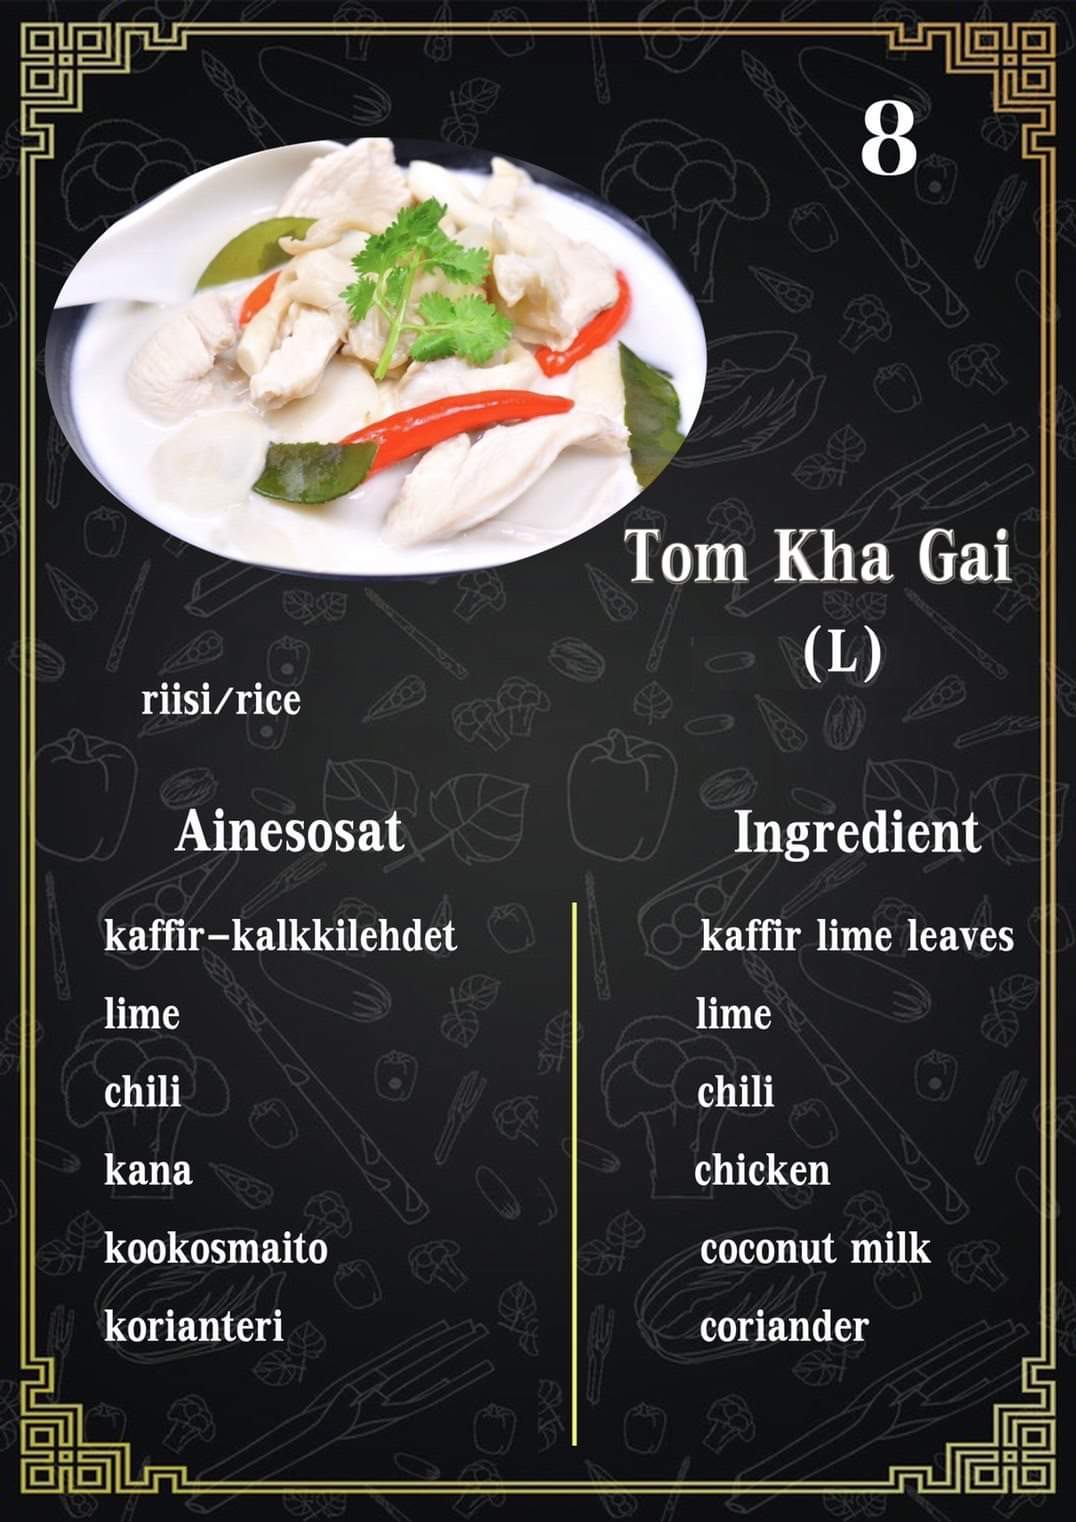 8
Tom Kha Gai
(L)
riisi/rice
Ainesosat
kaffir-kalkkilehdet
lime
chili
kana
kookosmaito
korianteri
Ingredient
kaffir lime leaves
lime
chili
chicken
coconut milk
coriander